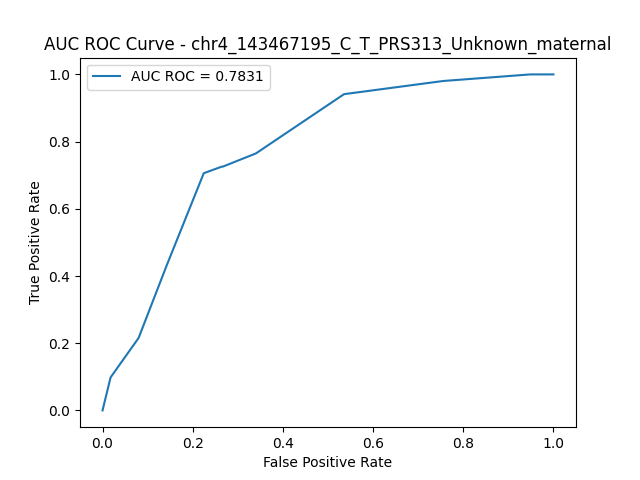 AUC ROC Curve - chr4_143467195_C_T_PRS313_Unknown_maternal
AUC ROC = 0.7831
1.0
0.8
0.6
0.4
0.2
0.0
True Positive Rate
0.0 0.2 0.4 0.6 0.8 1.0
False Positive Rate